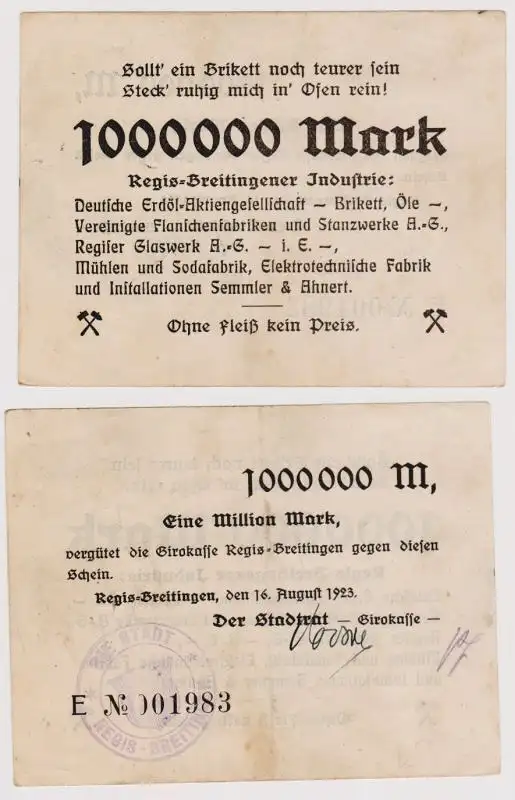 Sollt' ein Brikett noch teurer sein
Steck' ruhig mich in' Ofen rein!
1000000 Mark
Regis-Breitingener Industrie:
Deutsche Erdöl-Aktiengesellschaft – Brikett, Öle –,
Vereinigte Flanschenfabriken und Stanzwerke A.-G.,
Regiser Glaswerk A.-G. – i. E. –,
Mühlen und Sodafabrik, Elektrotechnische Fabrik
und Installationen Semmler & Ahnert.
Ohne Fleiß kein Preis.
1000000 M,
Eine Million Mark,
vergütet die Girokasse Regis-Breitingen gegen diesen
Schein.
Regis-Breitingen, den 16. August 1923.
Der Stadtrat – Girokasse –
STADT
REGIS-BREITINGEN
E № 001983